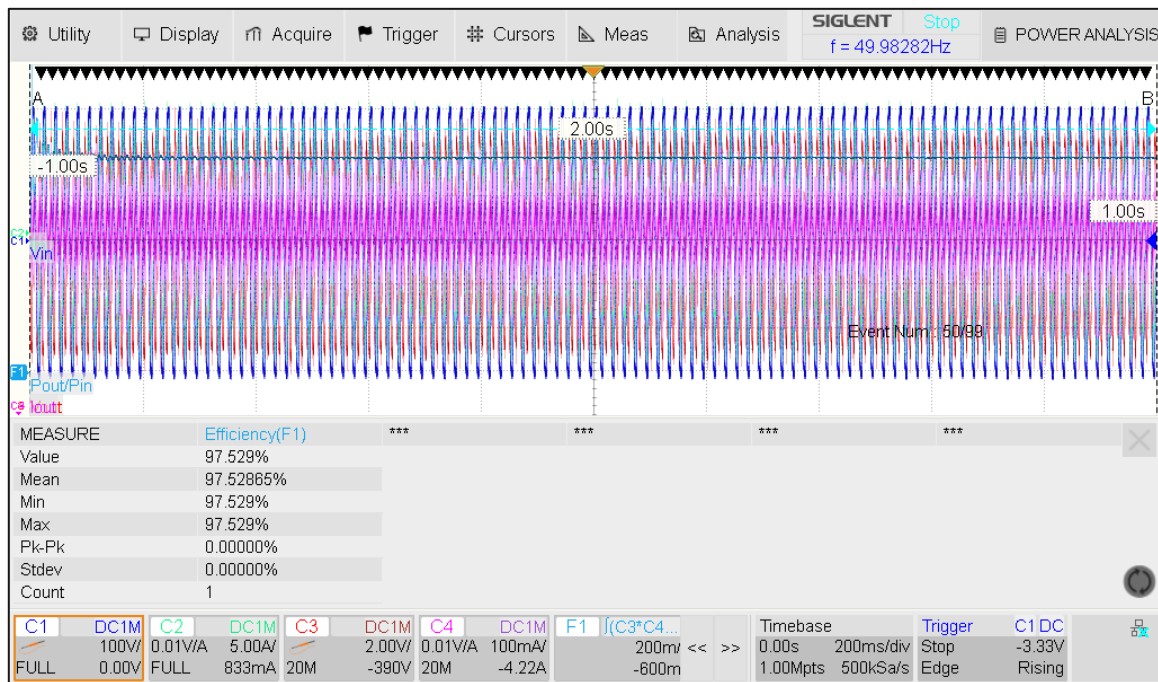 Utility Display Acquire Trigger Cursors Meas Analysis SIGLENT Stop POWER ANALYSIS
f = 49.98282Hz
A B
2.00s
-1.00s
1.00s
C2
C1
Vin
Event Num : 50/99
F1
Pout/Pin
MEASURE Efficiency(F1) *** *** *** ***
Value 97.529%
Mean 97.52865%
Min 97.529%
Max 97.529%
Pk-Pk 0.00000%
Stdev 0.00000%
Count 1
C1 DC1M C2 DC1M C3 DC1M C4 DC1M F1 ∫(C3*C4... Timebase Trigger C1 DC
100V/ 0.01V/A 5.00A/ 2.00V/ 0.01V/A 100mA/ 200m/ << >> 0.00s 200ms/div Stop -3.33V
FULL 0.00V FULL 833mA 20M -390V 20M -4.22A -600m 1.00Mpts 500kSa/s Edge Rising